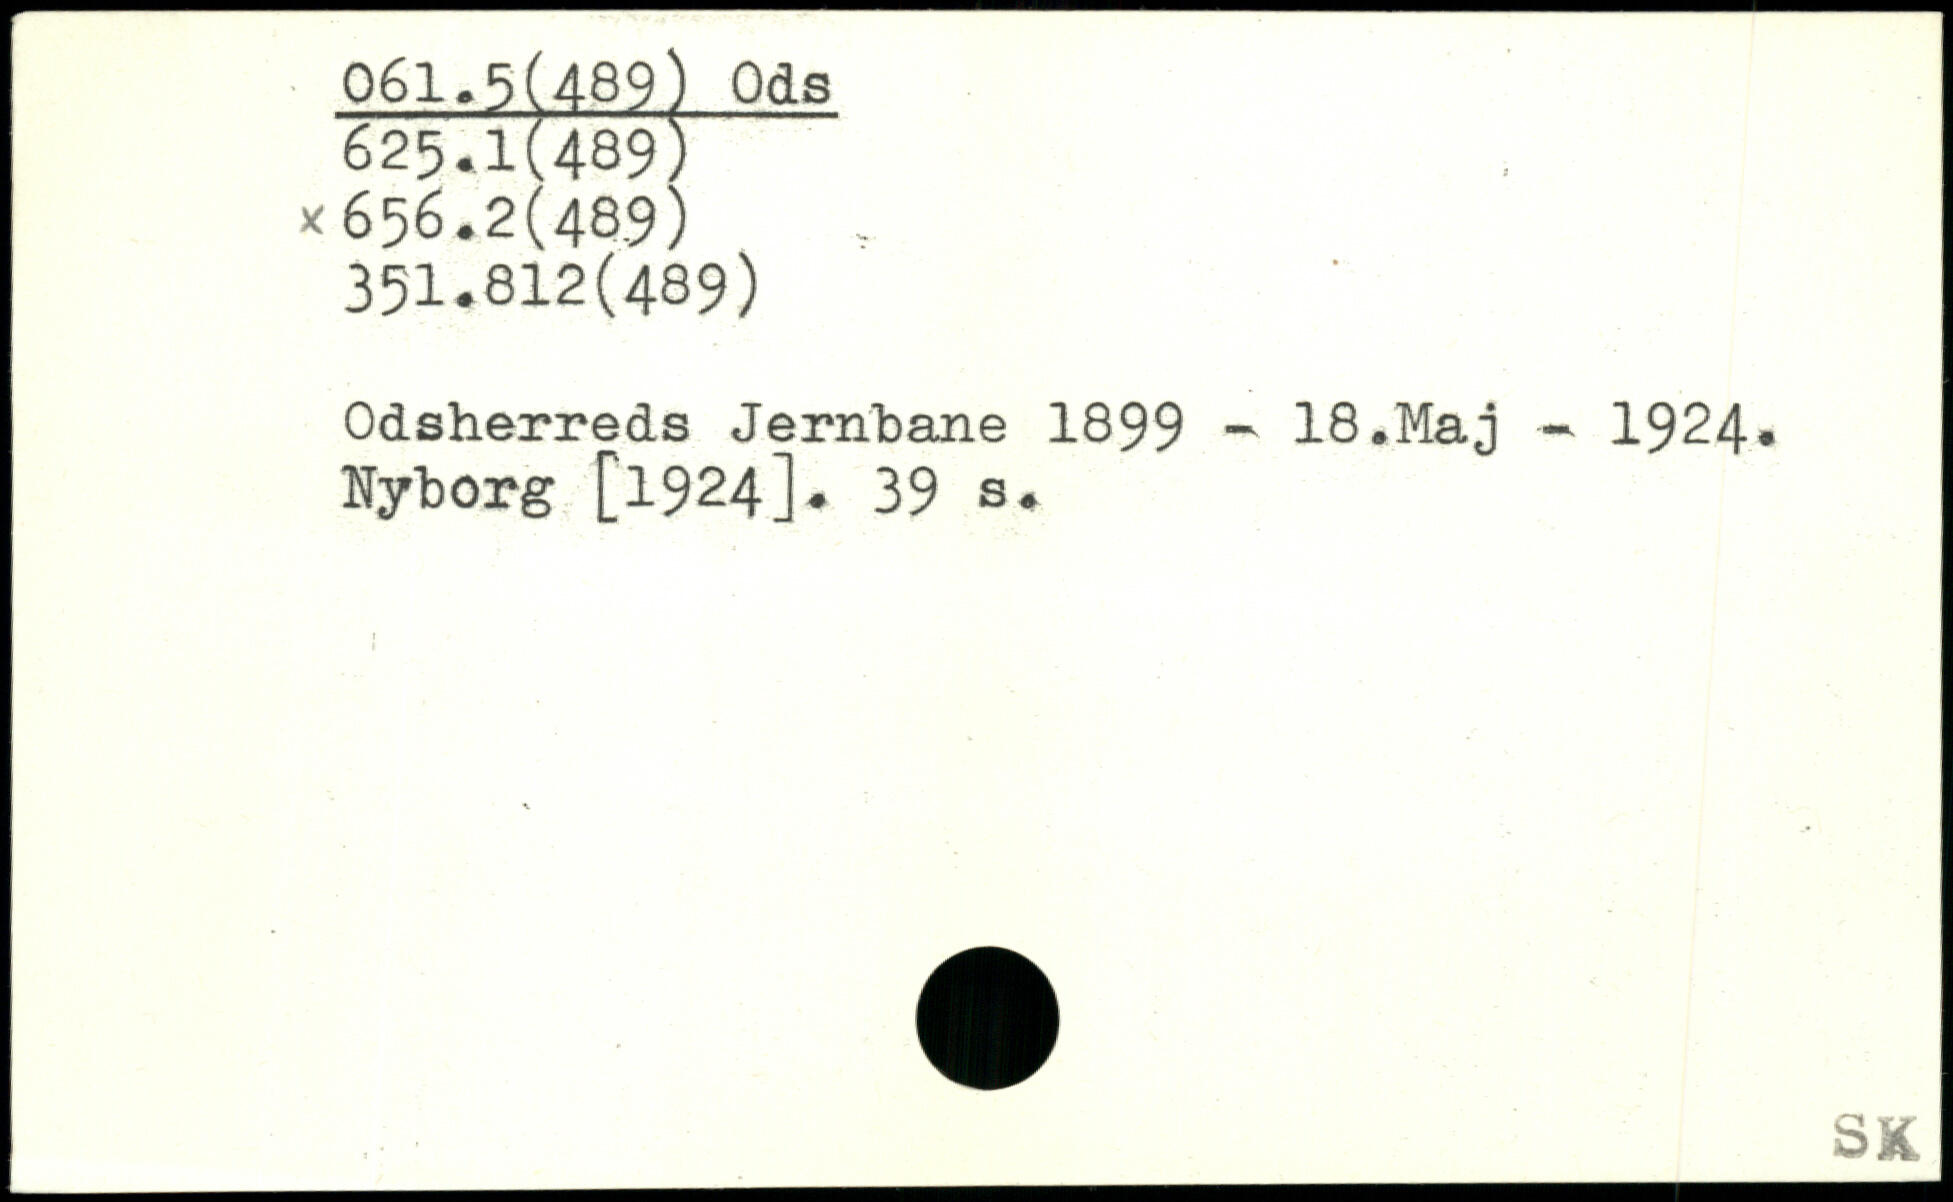 061.5(489) Ods
625.1(489)
x 656.2(489)
351.812(489)
Odsherreds Jernbane 1899 - 18.Maj - 1924.
Nyborg [1924]. 39 s.
SK